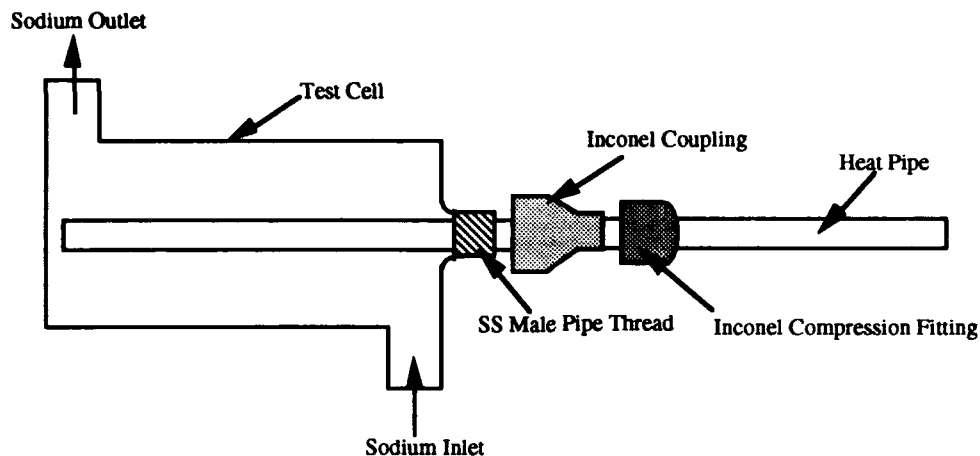 Sodium Outlet
Test Cell
Inconel Coupling
Heat Pipe
SS Male Pipe Thread
Inconel Compression Fitting
Sodium Inlet